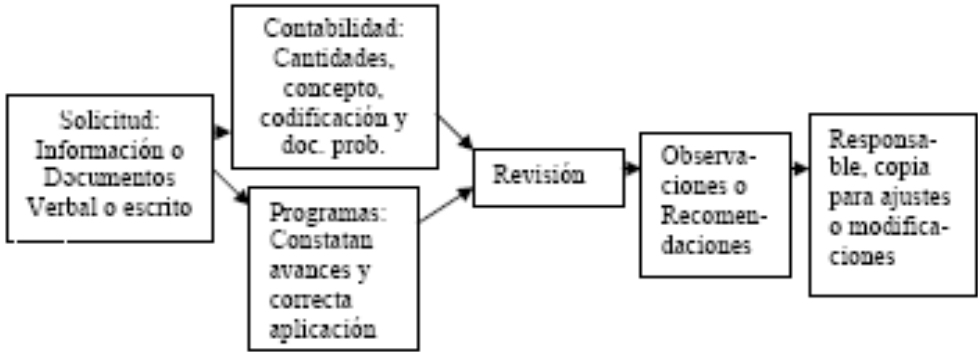 Solicitud:
Información o
Documentos
Verbal o escrito
Contabilidad:
Cantidades,
concepto,
codificación y
doc. prob.
Programas:
Constatan
avances y
correcta
aplicación
Revisión
Observa-
ciones o
Recomen-
daciones
Responsa-
ble, copia
para ajustes
o modifica-
ciones